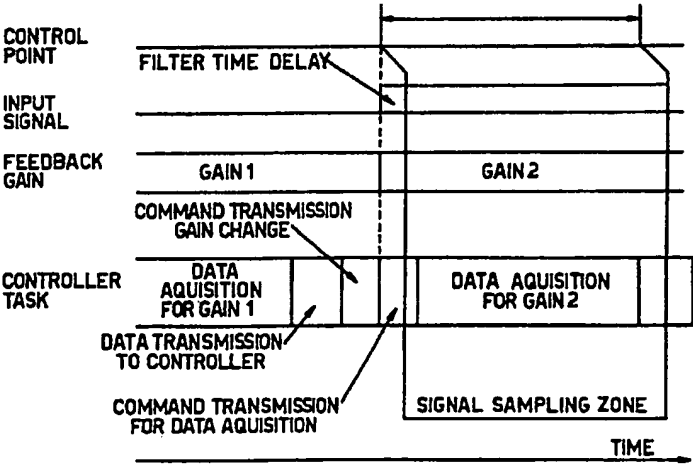 CONTROL
POINT
FILTER TIME DELAY
INPUT
SIGNAL
FEEDBACK
GAIN
GAIN 1
GAIN 2
COMMAND TRANSMISSION
GAIN CHANGE
CONTROLLER
TASK
DATA
AQUISITION
FOR GAIN 1
DATA AQUISITION
FOR GAIN 2
DATA TRANSMISSION
TO CONTROLLER
COMMAND TRANSMISSION
FOR DATA AQUISITION
SIGNAL SAMPLING ZONE
TIME